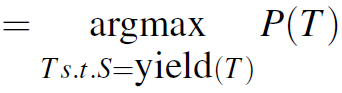 = argmax P(T)
T s.t. S=yield(T)